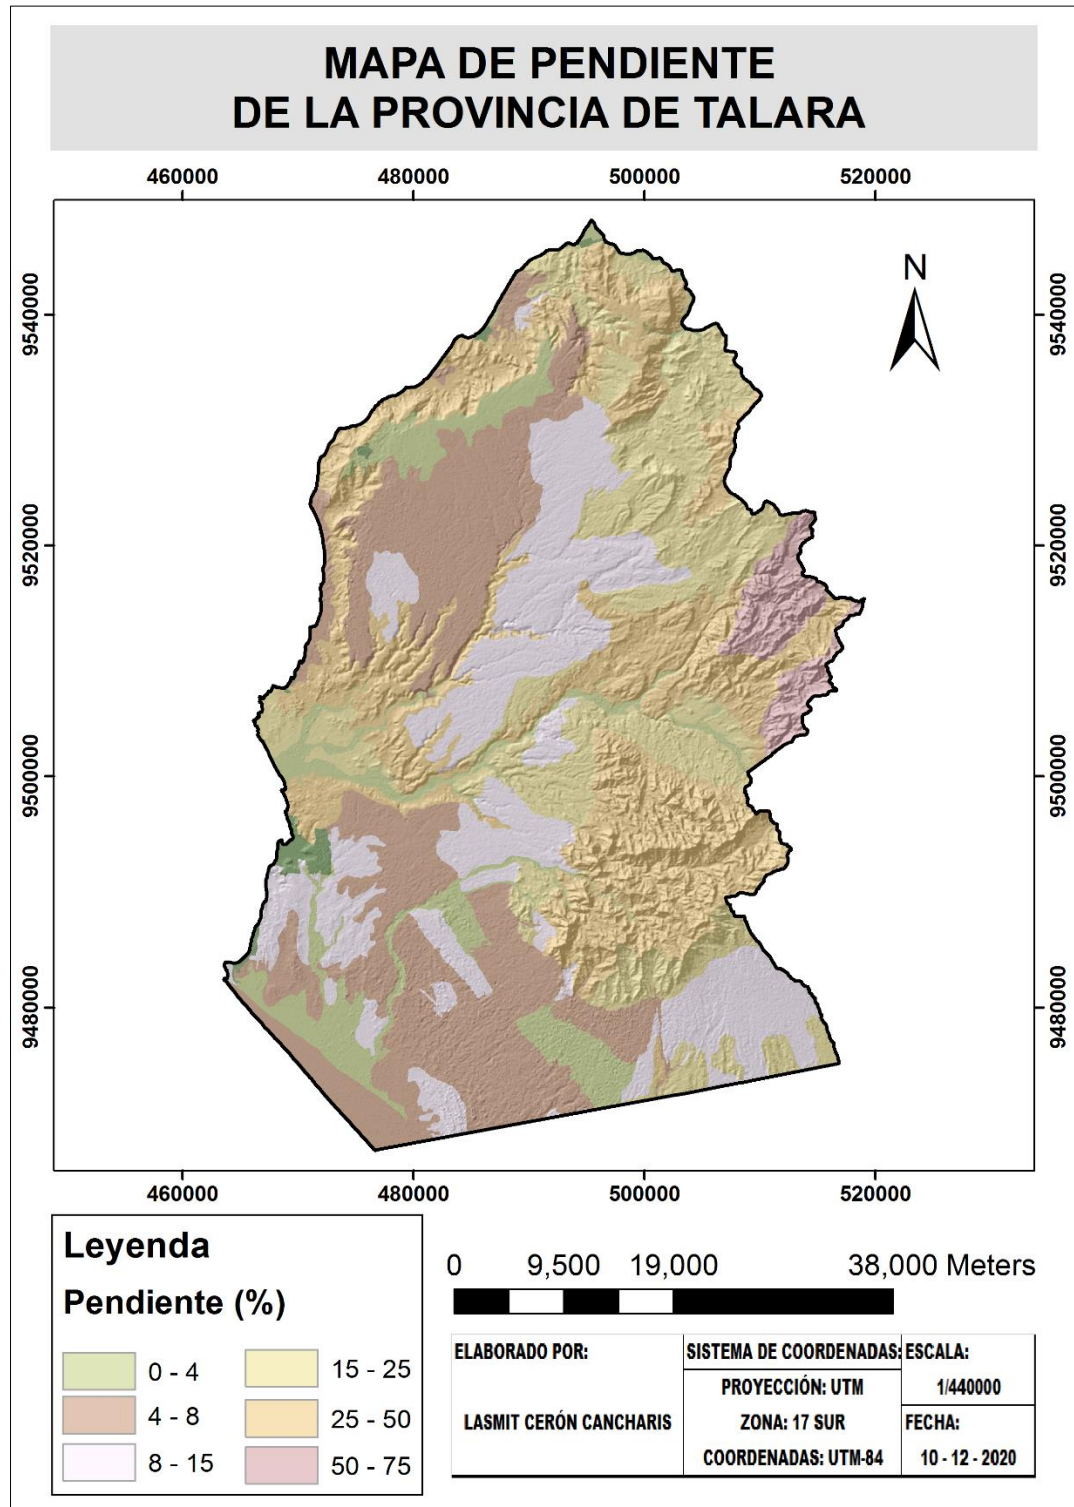 MAPA DE PENDIENTE
DE LA PROVINCIA DE TALARA
460000 480000 500000 520000
N
9540000 9540000
9520000 9520000
9500000 9500000
9480000 9480000
460000 480000 500000 520000
Leyenda
Pendiente (%)
0 - 4
4 - 8
8 - 15
15 - 25
25 - 50
50 - 75
0 9,500 19,000 38,000 Meters
ELABORADO POR:
LASMIT CERÓN CANCHARIS
SISTEMA DE COORDENADAS:
PROYECCIÓN: UTM
ZONA: 17 SUR
COORDENADAS: UTM-84
ESCALA:
1/440000
FECHA:
10 - 12 - 2020